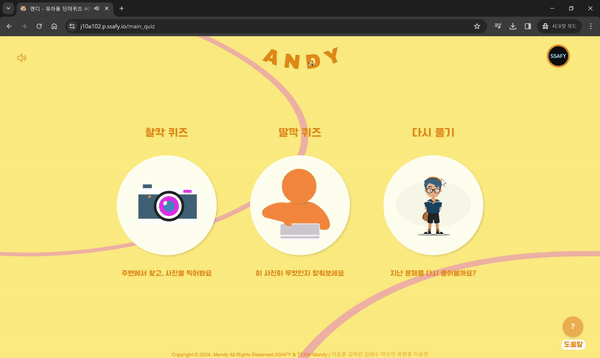 앤디 - 유아용 단어퀴즈 서
j10a102.p.ssafy.io/main_quiz
시크릿 모드
ANDY
SSAFY
찰칵 퀴즈
딸깍 퀴즈
다시 풀기
주변에서 찾고, 사진을 찍어봐요
이 사진이 무엇인지 맞춰보세요
지난 문제를 다시 풀어볼까요?
?
도움말
Copyright © 2024, Mondy All Rights Reserved SSAFY &